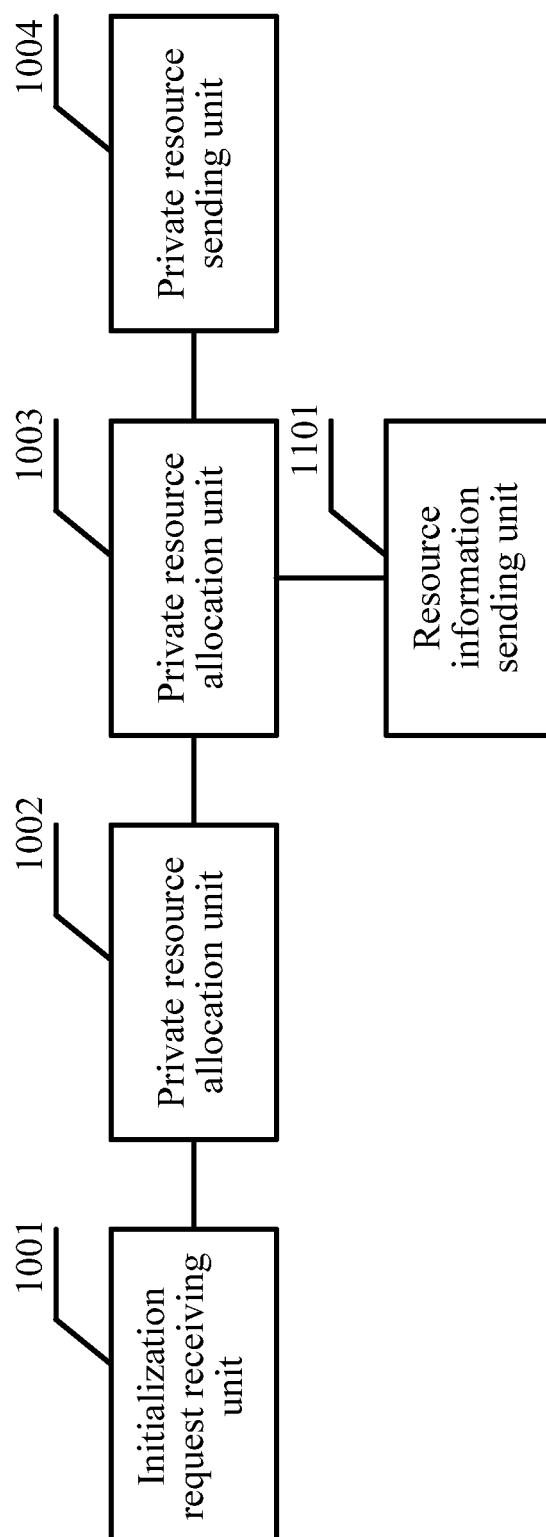 1001
Initialization
request receiving
unit
1002
Private resource
allocation unit
1003
Private resource
allocation unit
1004
Private resource
sending unit
1101
Resource
information
sending unit